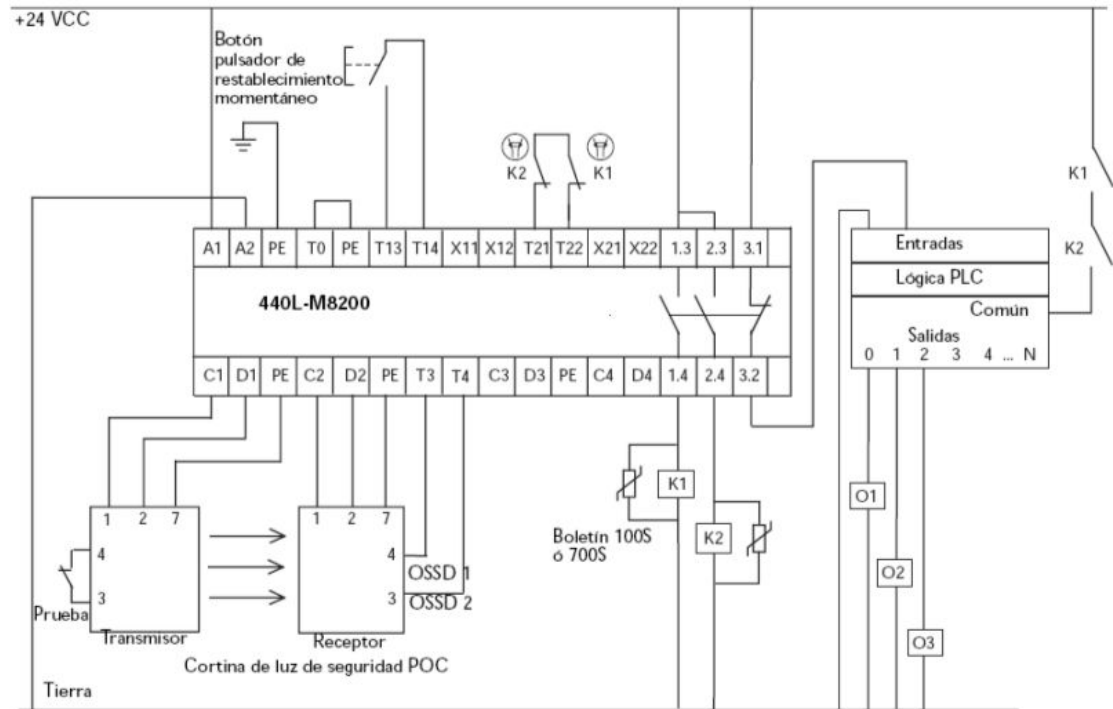 +24 VCC
Botón
pulsador de
restablecimiento
momentáneo
K2 K1
K1
K2
A1 A2 PE T0 PE T13 T14 X11 X12 T21 T22 X21 X22 1.3 2.3 3.1
440L-M8200
C1 D1 PE C2 D2 PE T3 T4 C3 D3 PE C4 D4 1.4 2.4 3.2
Entradas
Lógica PLC
Común
Salidas
0 1 2 3 4 ... N
K1
K2
Boletín 100S
ó 700S
O1
O2
O3
1 2 7
4
3
Prueba
Transmisor
1 2 7
4
3
OSSD 1
OSSD 2
Receptor
Cortina de luz de seguridad POC
Tierra